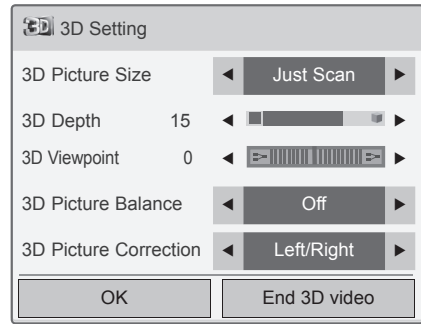 3D 3D Setting
3D Picture Size Just Scan
3D Depth 15
3D Viewpoint 0
3D Picture Balance Off
3D Picture Correction Left/Right
OK End 3D video